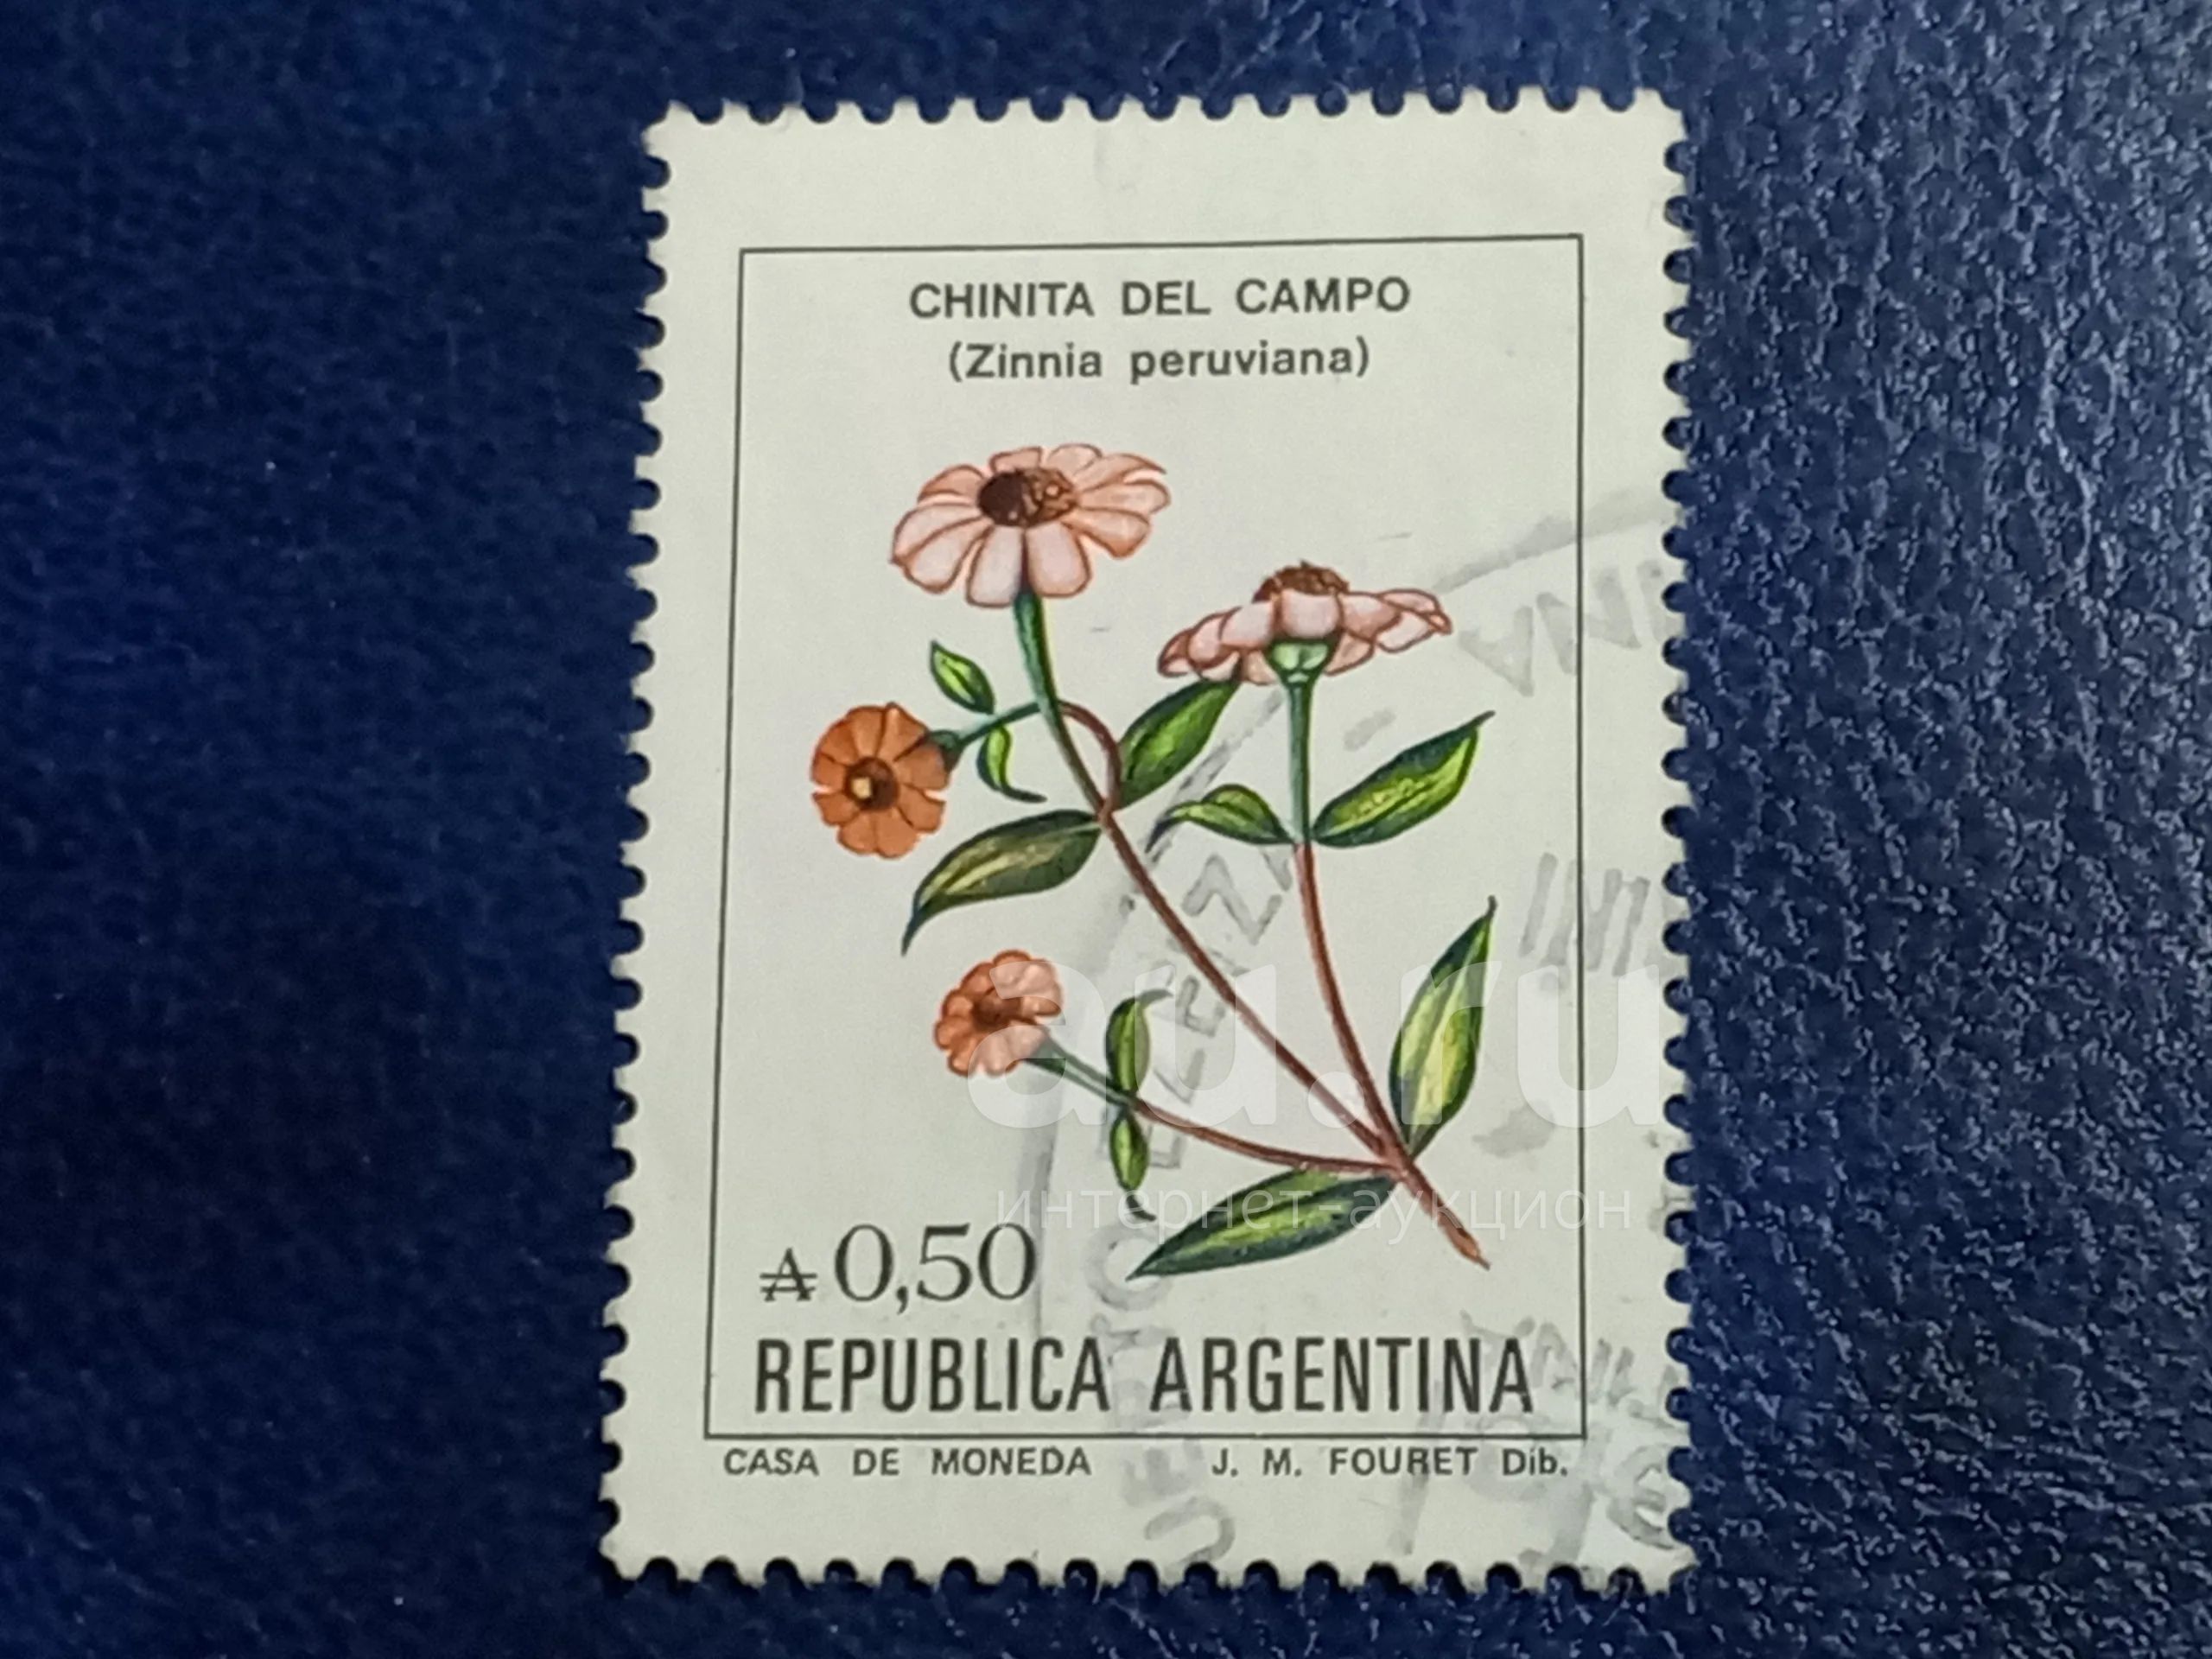 CHINITA DEL CAMPO
(Zinnia peruviana)
au.ru
интернет-аукцион
₳ 0,50
REPUBLICA ARGENTINA
CASA DE MONEDA J. M. FOURET Dib.